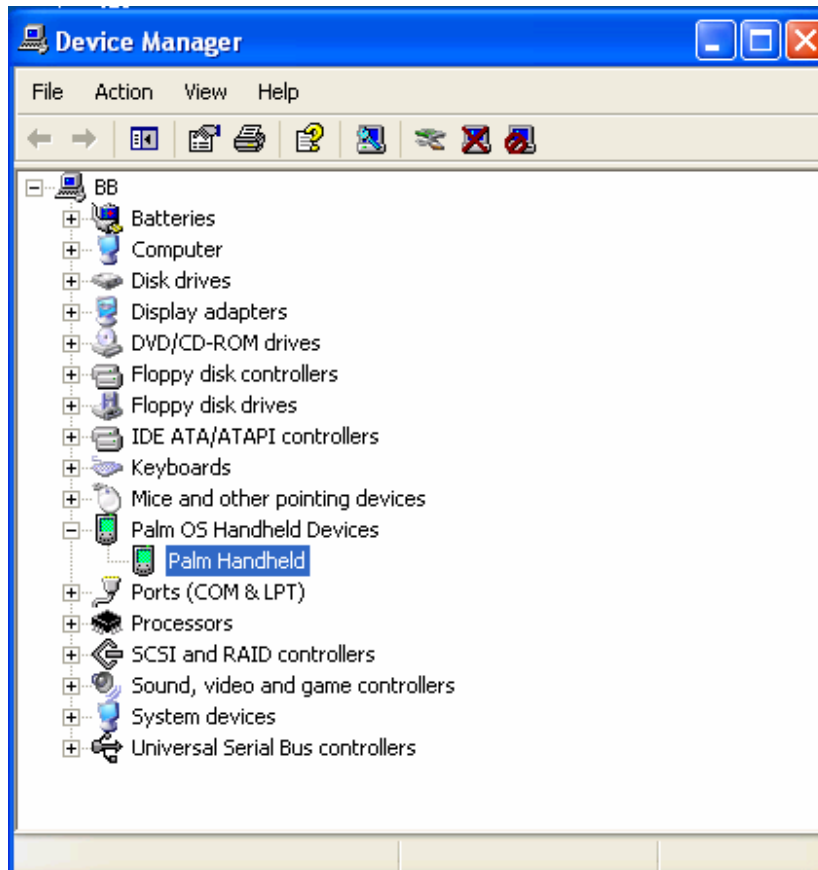 Device Manager
File Action View Help
BB
Batteries
Computer
Disk drives
Display adapters
DVD/CD-ROM drives
Floppy disk controllers
Floppy disk drives
IDE ATA/ATAPI controllers
Keyboards
Mice and other pointing devices
Palm OS Handheld Devices
Palm Handheld
Ports (COM & LPT)
Processors
SCSI and RAID controllers
Sound, video and game controllers
System devices
Universal Serial Bus controllers